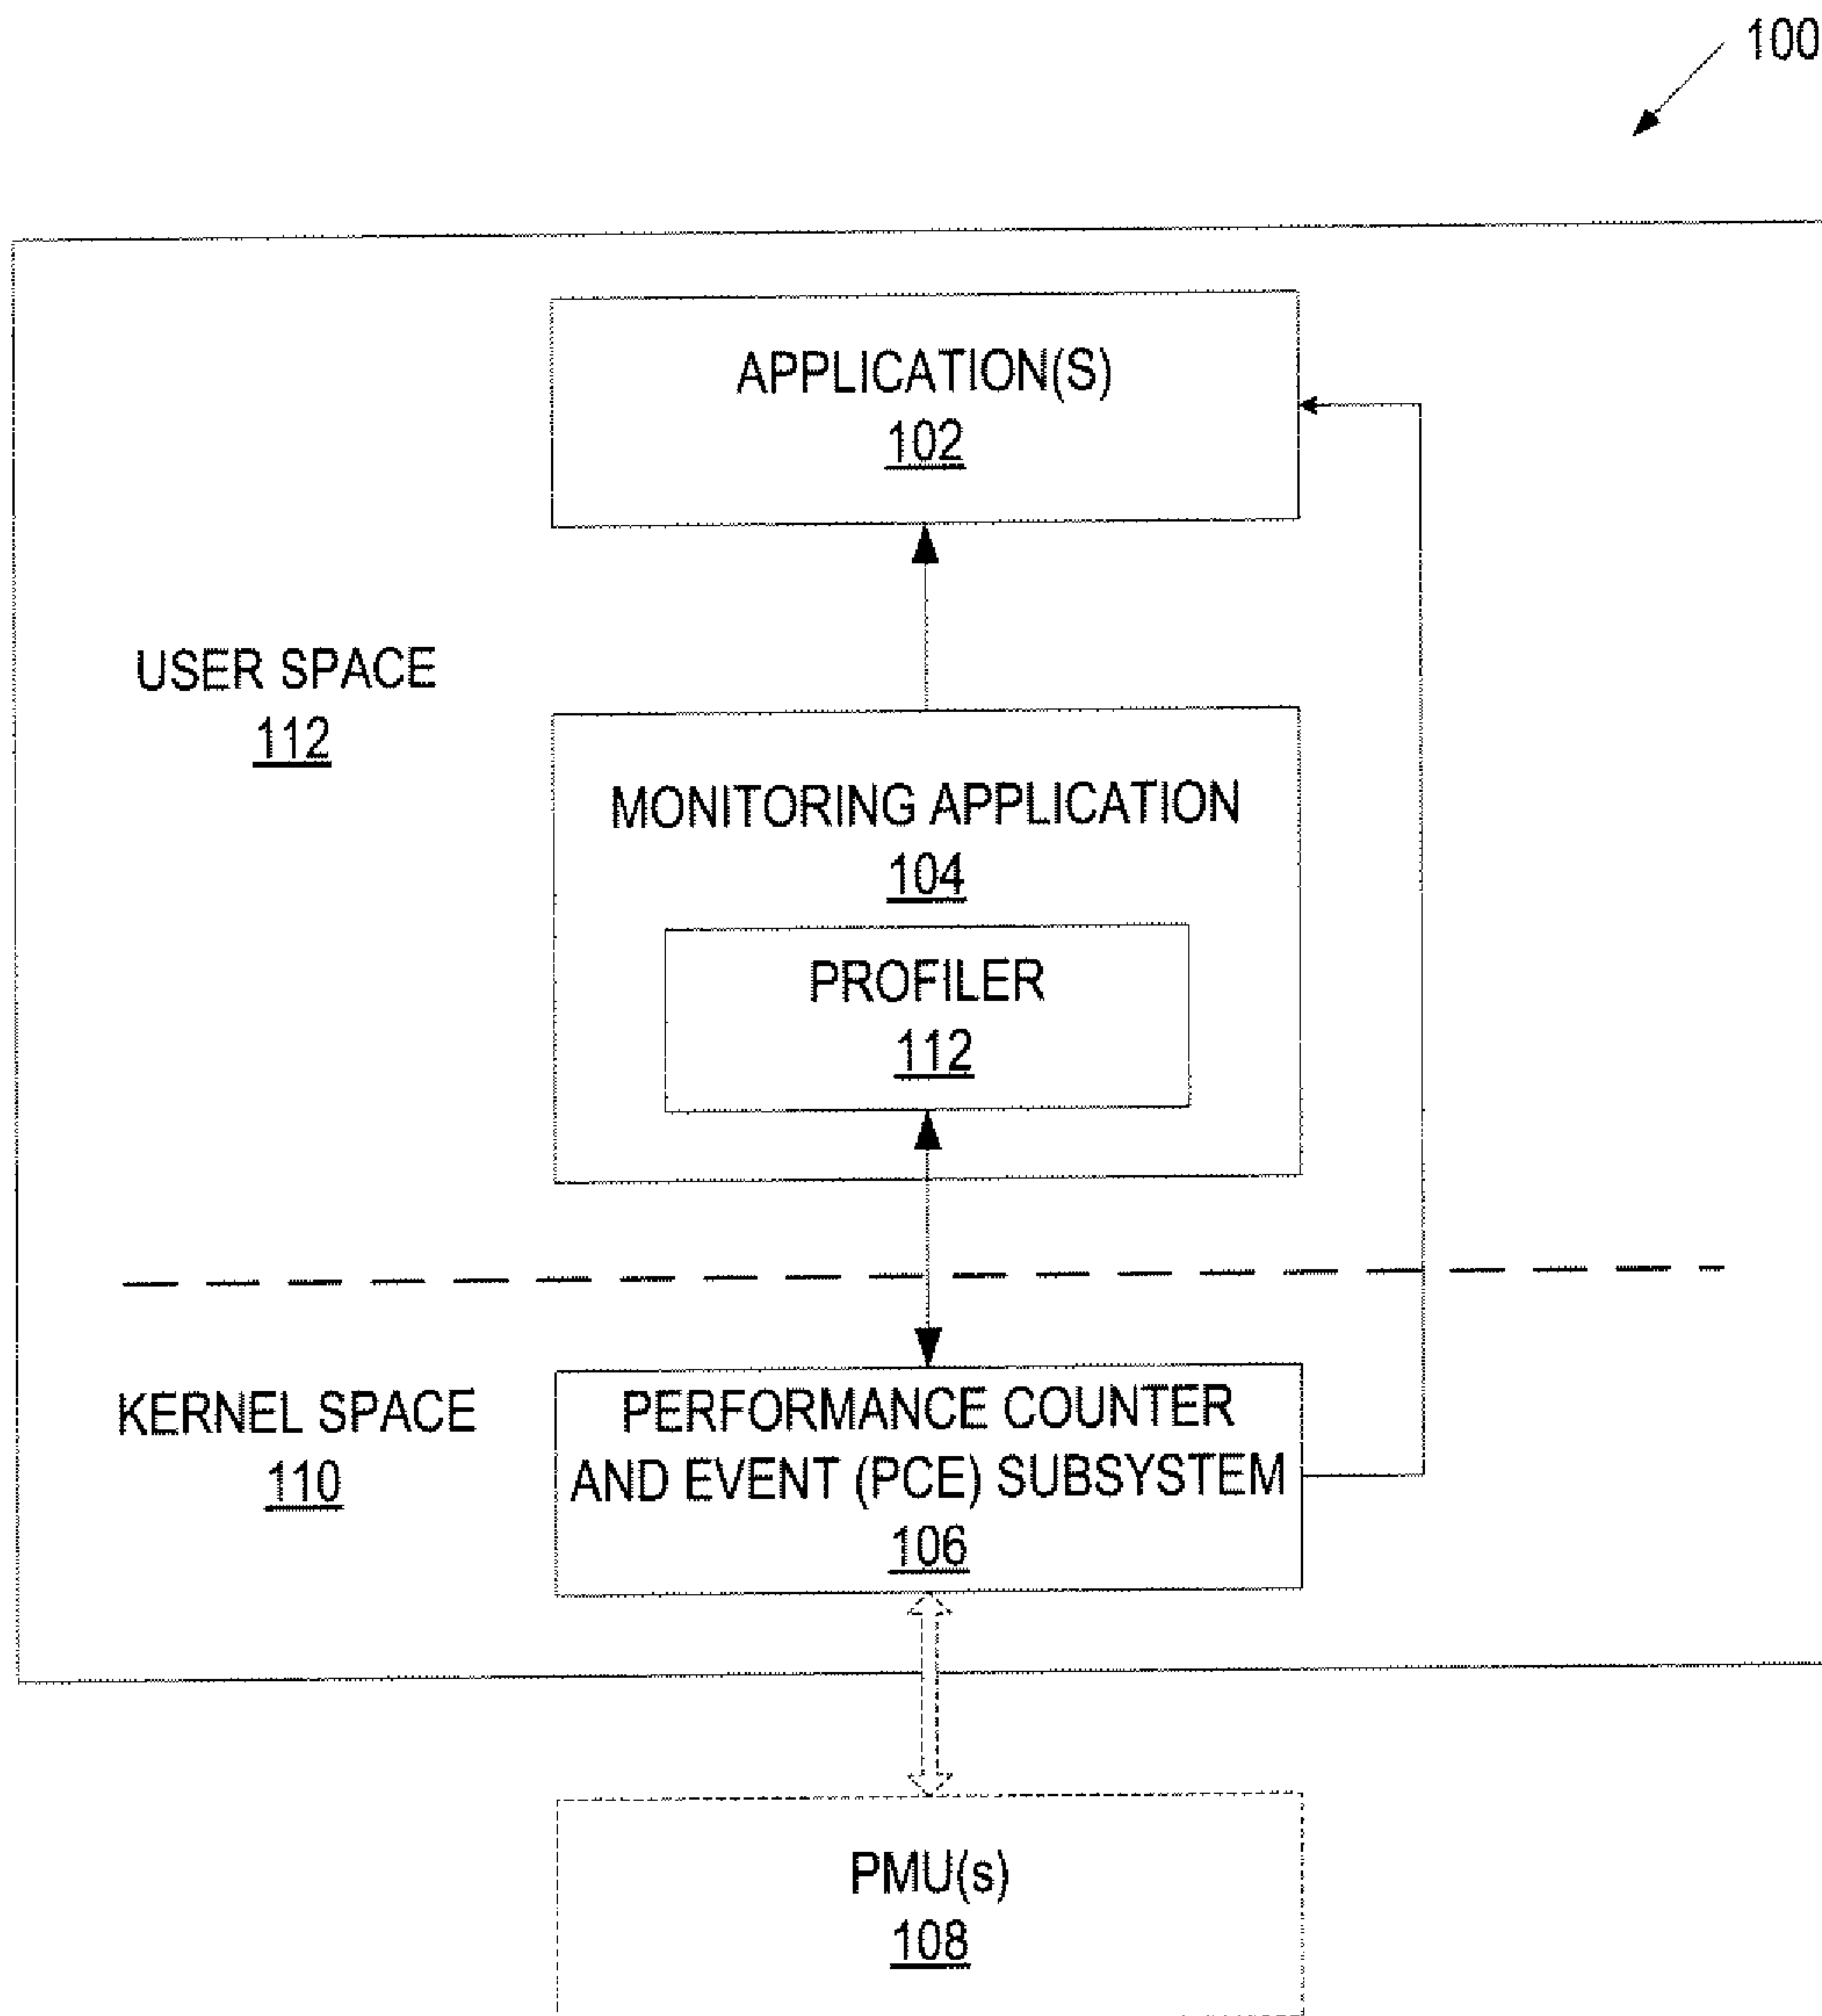 100
APPLICATION(S)
102
USER SPACE
112
MONITORING APPLICATION
104
PROFILER
112
KERNEL SPACE
110
PERFORMANCE COUNTER
AND EVENT (PCE) SUBSYSTEM
106
PMU(s)
108